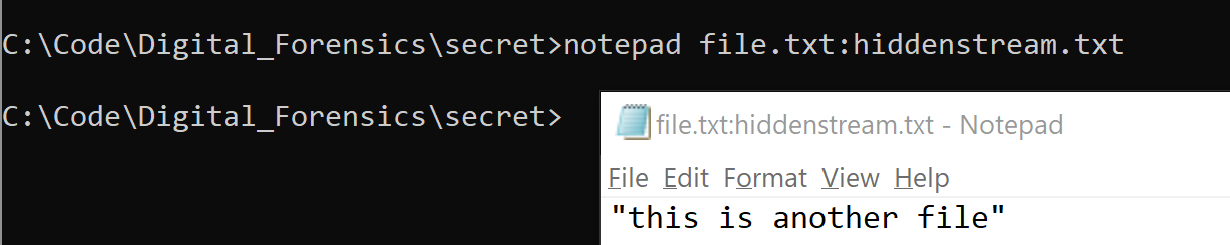 C:\Code\Digital_Forensics\secret>notepad file.txt:hiddenstream.txt
C:\Code\Digital_Forensics\secret>
file.txt:hiddenstream.txt - Notepad
File Edit Format View Help
"this is another file"